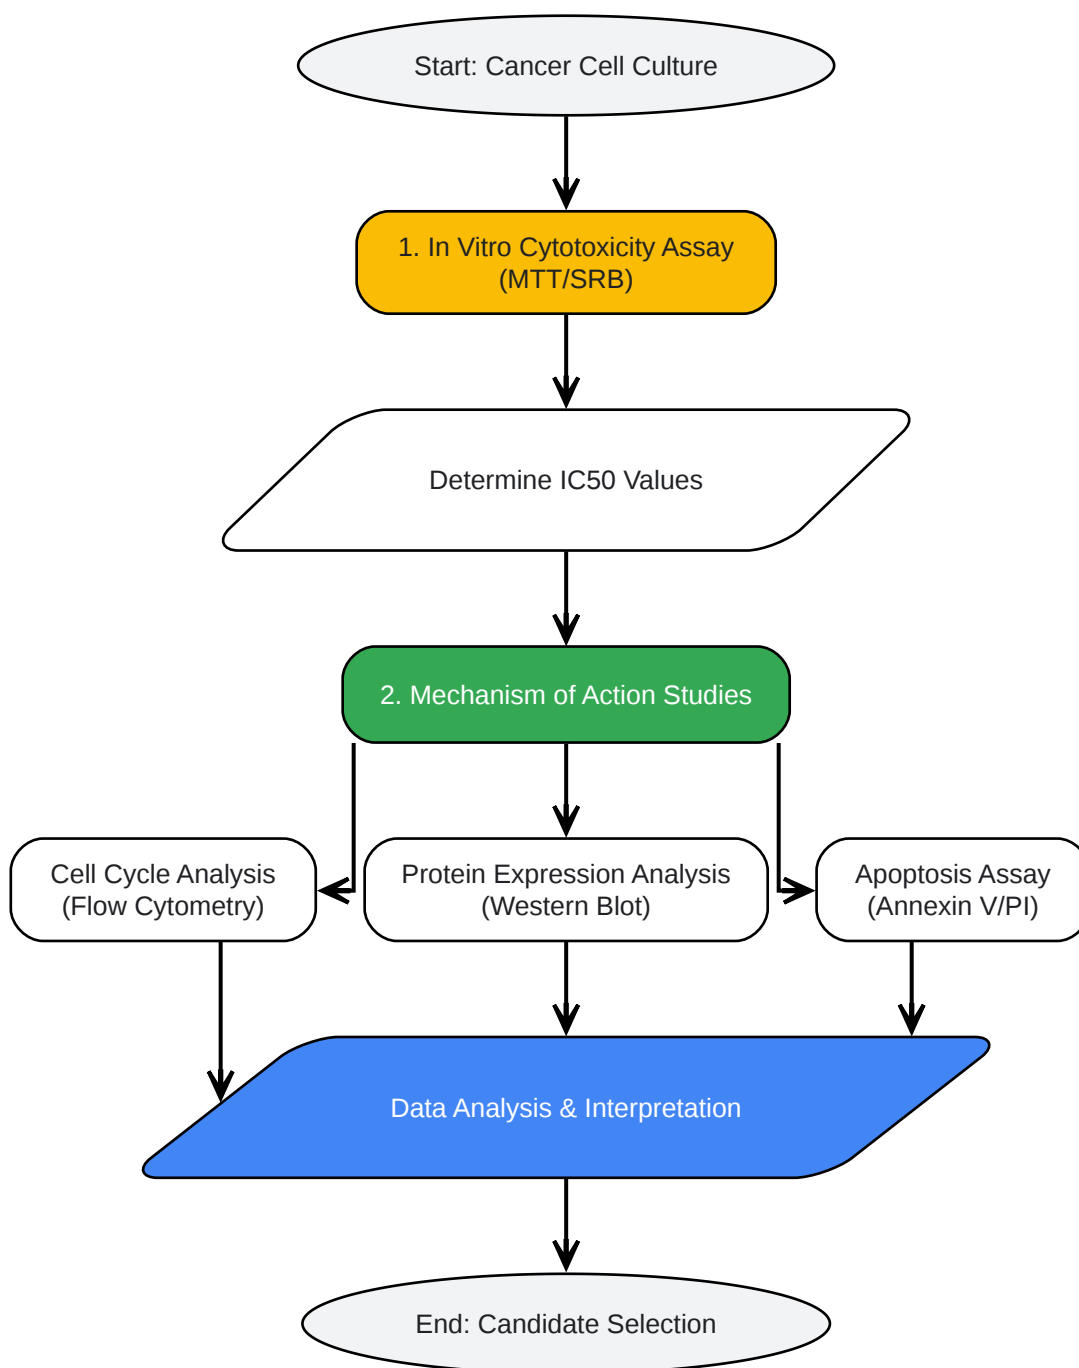 Start: Cancer Cell Culture
1. In Vitro Cytotoxicity Assay
(MTT/SRB)
Determine IC50 Values
2. Mechanism of Action Studies
Cell Cycle Analysis
(Flow Cytometry)
Protein Expression Analysis
(Western Blot)
Apoptosis Assay
(Annexin V/PI)
Data Analysis & Interpretation
End: Candidate Selection